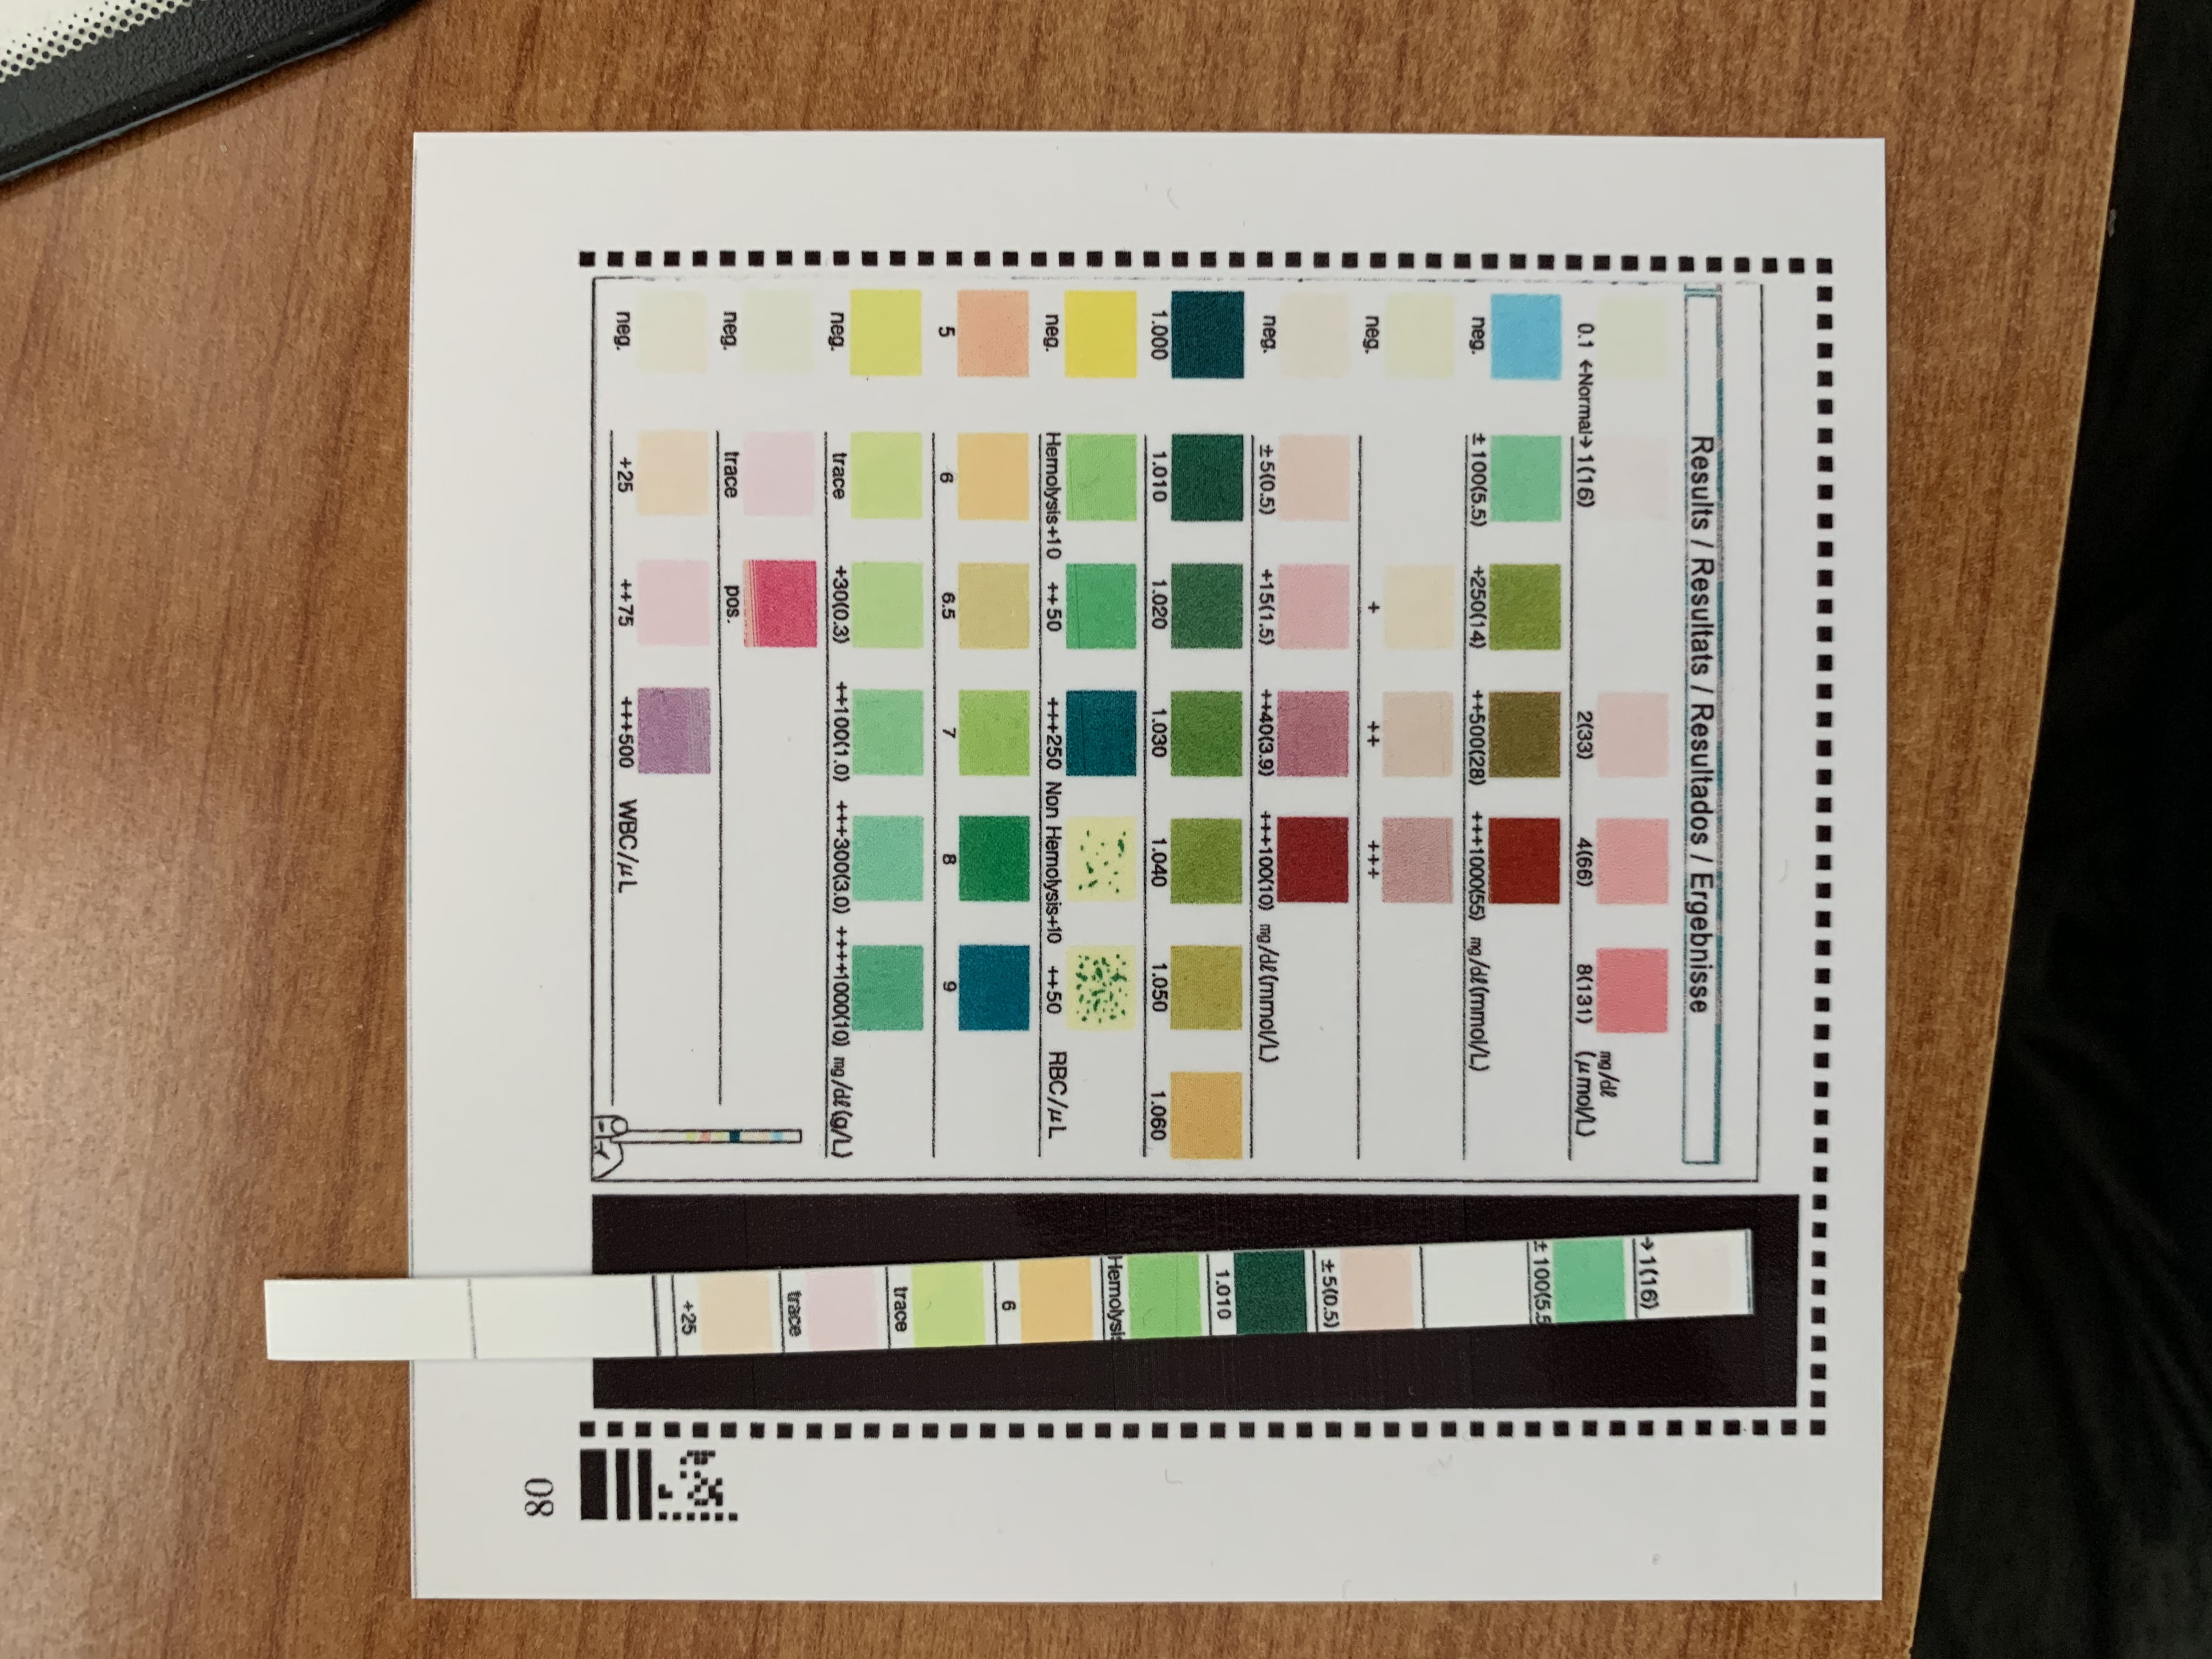 Results / Resultats / Resultados / Ergebnisse
0.1 ←Normal→ 1(16) 2(33) 4(66) 8(131) mg/dℓ
(μmol/L)
neg. ±100(5.5) +250(14) ++500(28) +++1000(55) mg/dℓ(mmol/L)
neg. + ++ +++
neg. ±5(0.5) +15(1.5) ++40(3.9) +++100(10) mg/dℓ(mmol/L)
1.000 1.010 1.020 1.030 1.040 1.050 1.060
neg. Hemolysis+10 ++50 +++250 Non Hemolysis+10 ++50 RBC/μL
5 6 6.5 7 8 9
neg. trace +30(0.3) ++100(1.0) +++300(3.0) ++++1000(10) mg/dℓ(g/L)
neg. trace pos.
neg. +25 ++75 +++500 WBC/μL
→1(16)
±100(5.5
±5(0.5)
1.010
Hemolysis
6
trace
trace
+25
80